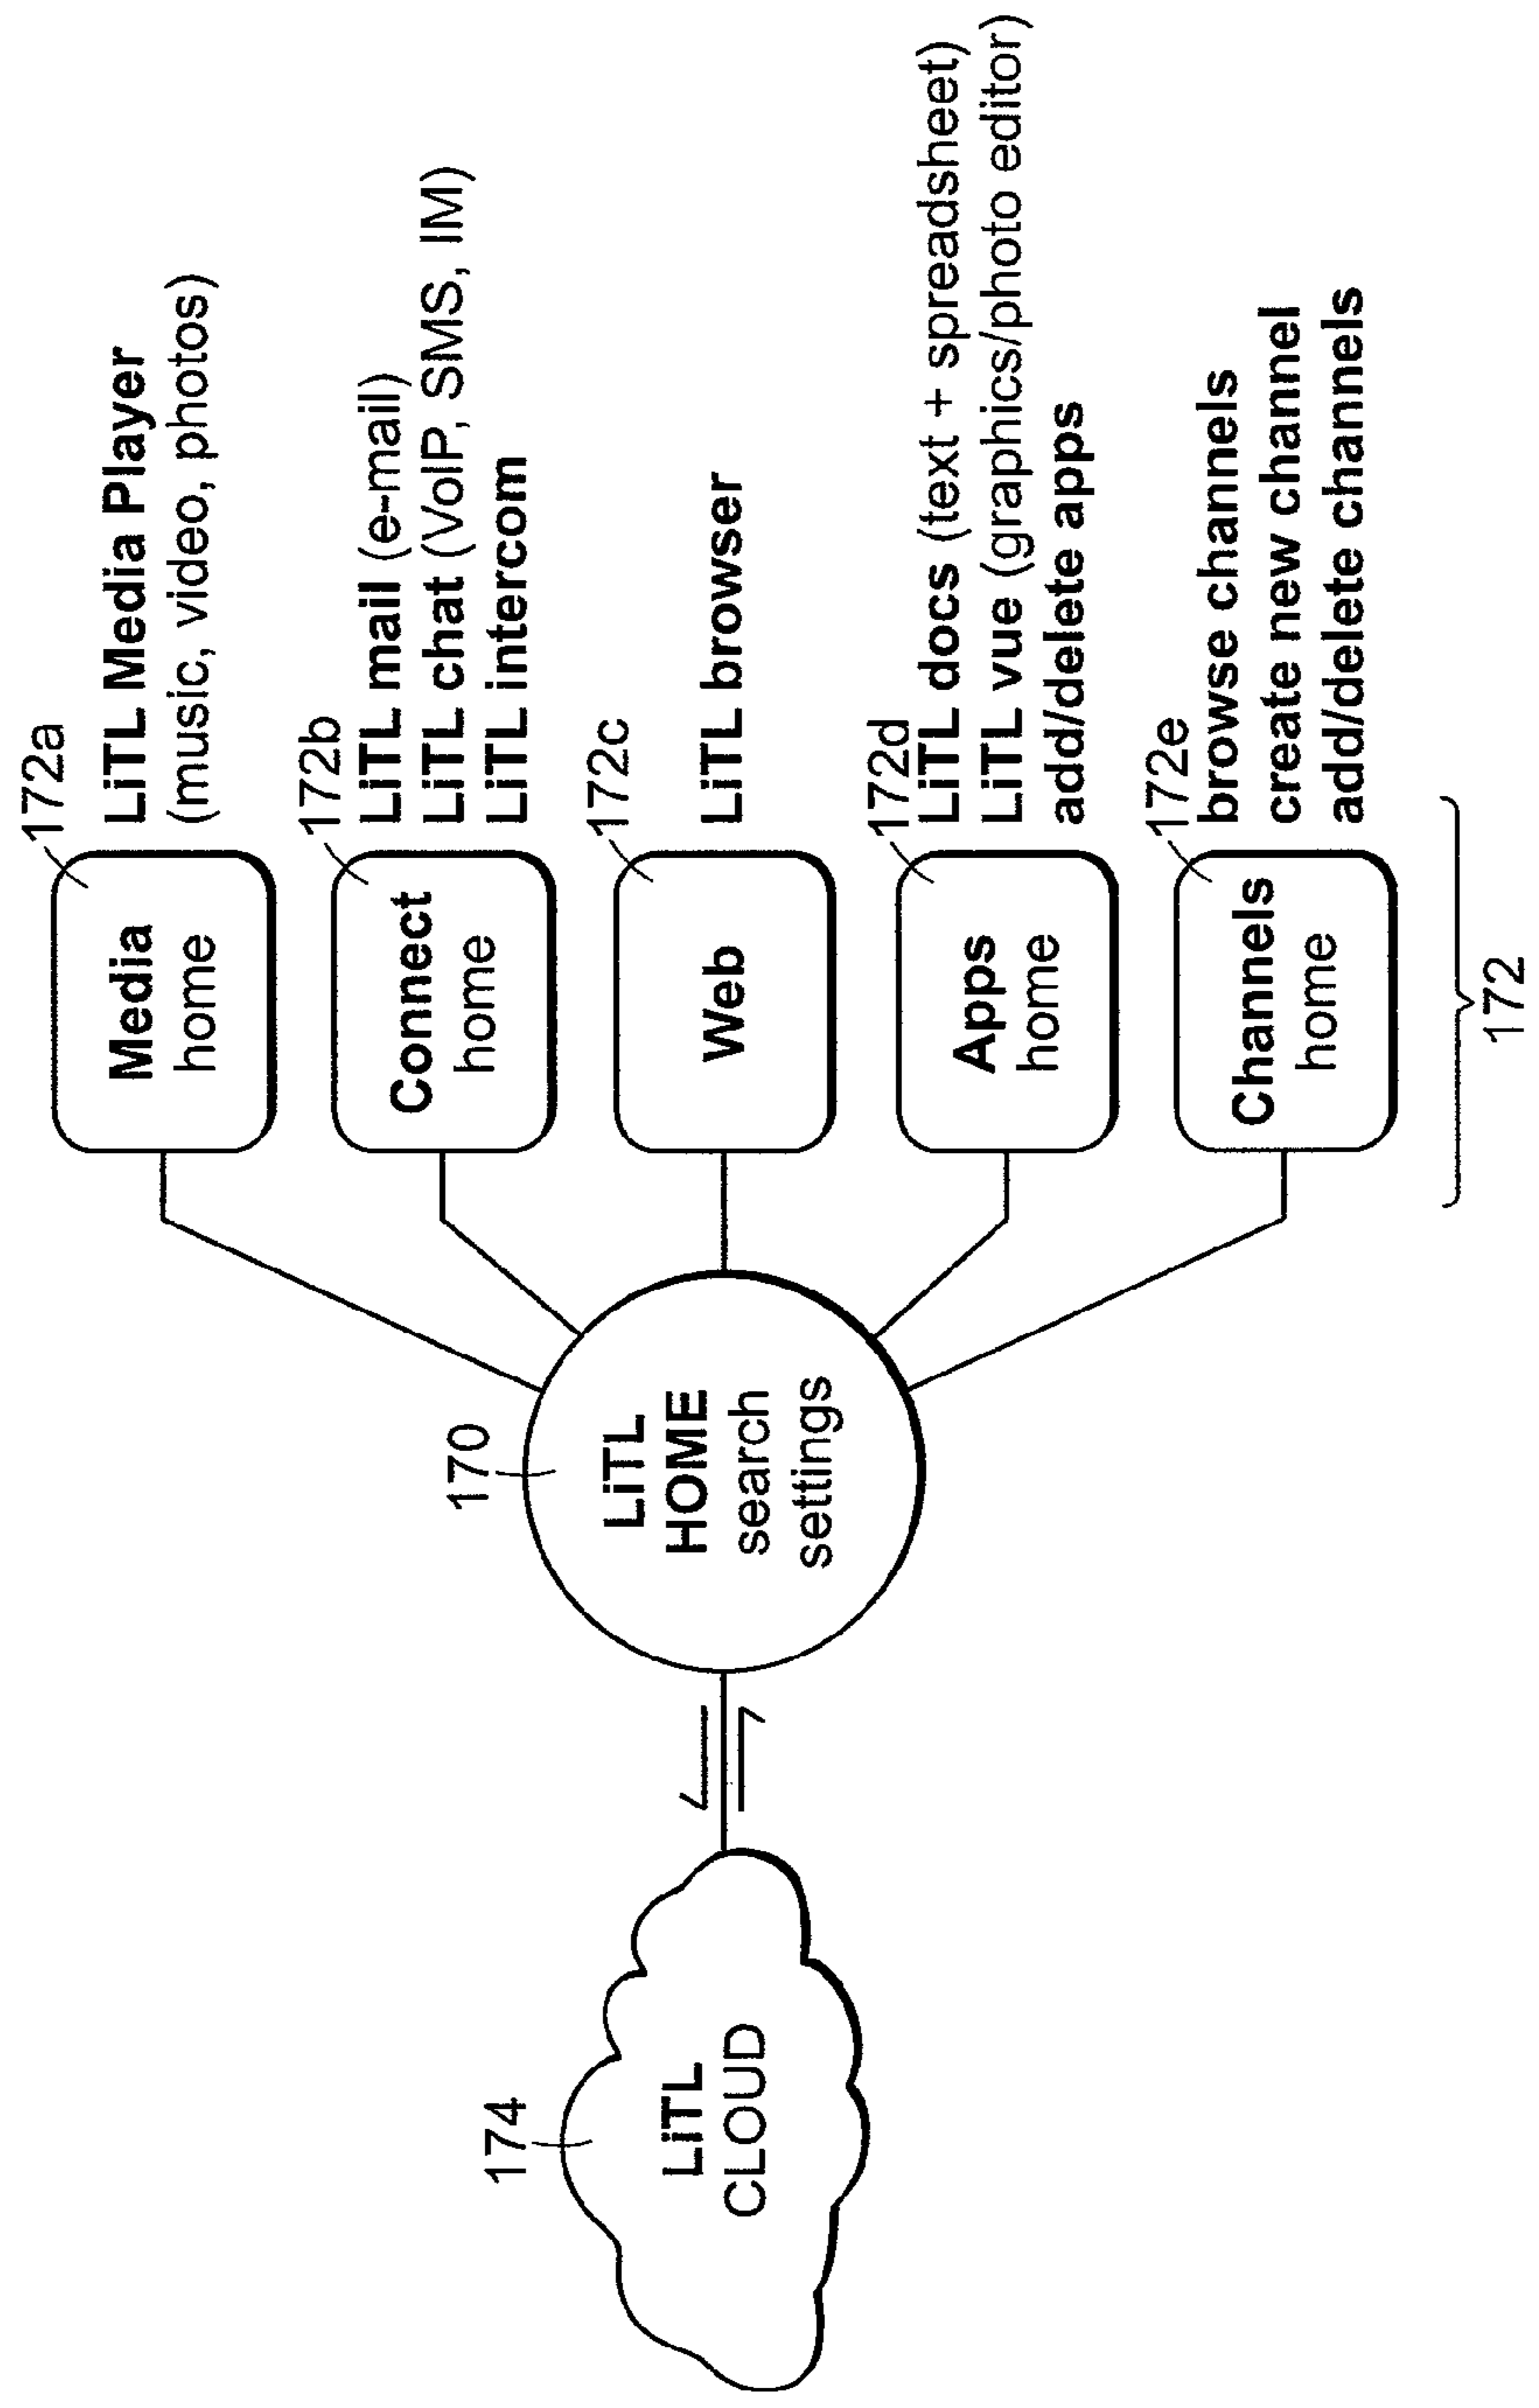 174
LiTL
CLOUD
170
LiTL
HOME
search
settings
172a
Media
home
LiTL Media Player
(music, video, photos)
172b
Connect
home
LiTL mail (e-mail)
LiTL chat (VoIP, SMS, IM)
LiTL intercom
172c
Web
LiTL browser
172d
Apps
home
LiTL docs (text + spreadsheet)
LiTL vue (graphics/photo editor)
add/delete apps
172e
Channels
home
browse channels
create new channel
add/delete channels
172